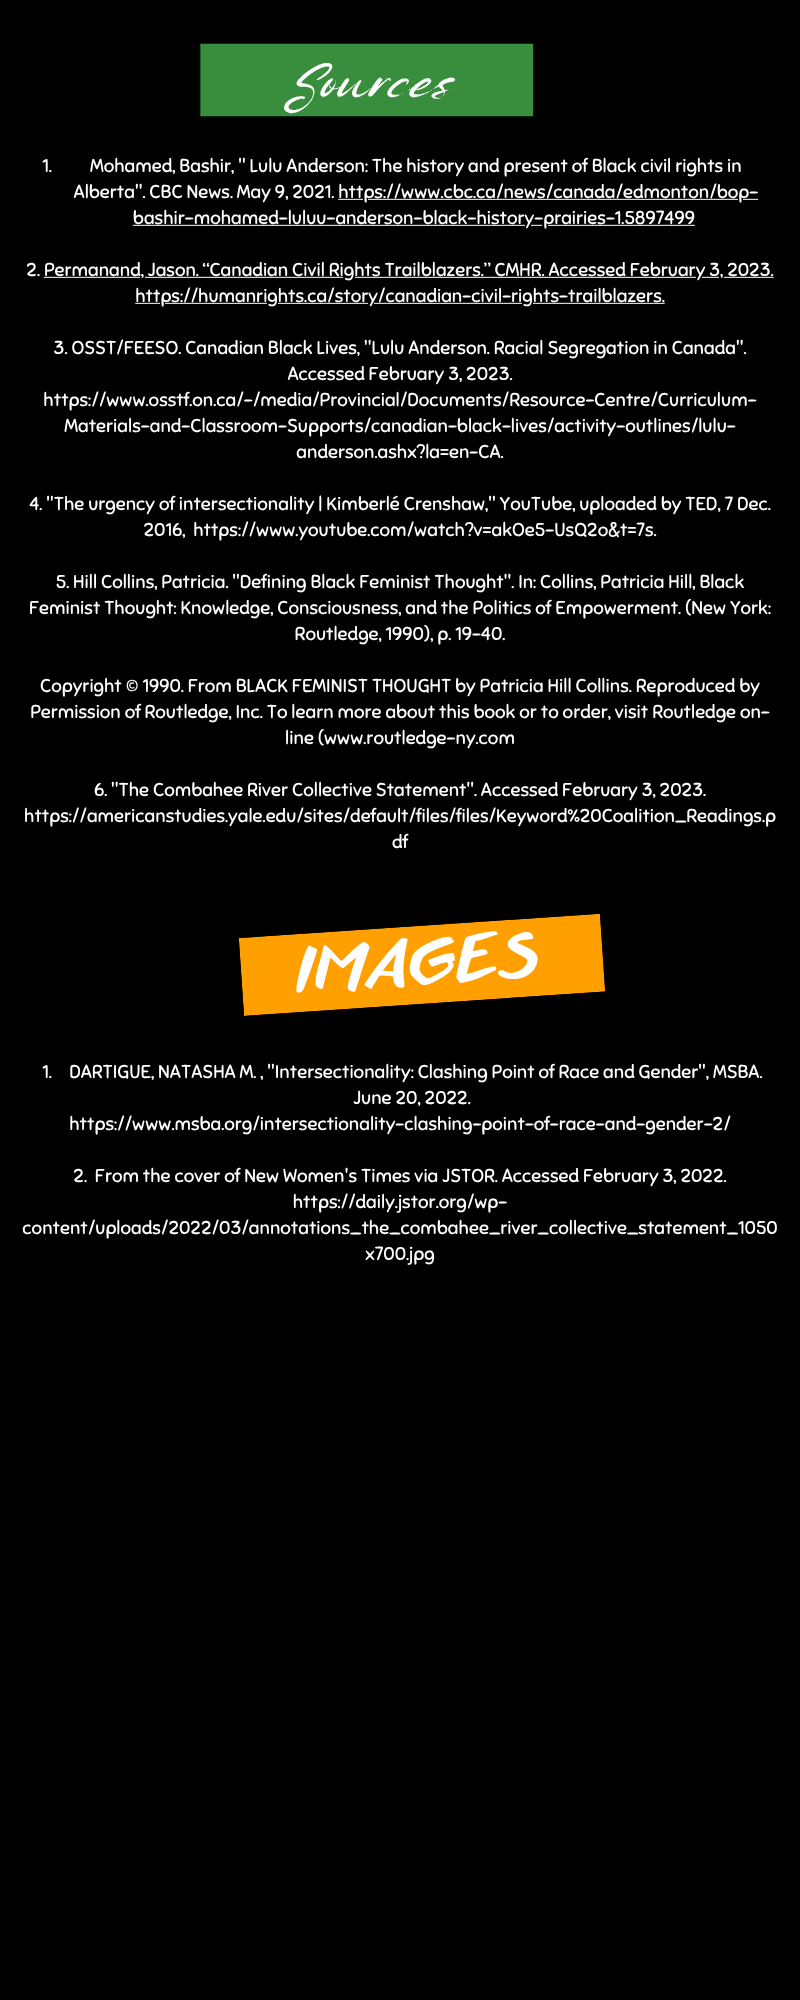 Sources
1. Mohamed, Bashir, " Lulu Anderson: The history and present of Black civil rights in
Alberta". CBC News. May 9, 2021. https://www.cbc.ca/news/canada/edmonton/bop-
bashir-mohamed-luluu-anderson-black-history-prairies-1.5897499
2. Permanand, Jason. “Canadian Civil Rights Trailblazers.” CMHR. Accessed February 3, 2023.
https://humanrights.ca/story/canadian-civil-rights-trailblazers.
3. OSST/FEESO. Canadian Black Lives, "Lulu Anderson. Racial Segregation in Canada".
Accessed February 3, 2023.
https://www.osstf.on.ca/-/media/Provincial/Documents/Resource-Centre/Curriculum-
Materials-and-Classroom-Supports/canadian-black-lives/activity-outlines/lulu-
anderson.ashx?la=en-CA.
4. "The urgency of intersectionality | Kimberlé Crenshaw," YouTube, uploaded by TED, 7 Dec.
2016, https://www.youtube.com/watch?v=akOe5-UsQ2o&t=7s.
5. Hill Collins, Patricia. "Defining Black Feminist Thought". In: Collins, Patricia Hill, Black
Feminist Thought: Knowledge, Consciousness, and the Politics of Empowerment. (New York:
Routledge, 1990), p. 19-40.
Copyright © 1990. From BLACK FEMINIST THOUGHT by Patricia Hill Collins. Reproduced by
Permission of Routledge, Inc. To learn more about this book or to order, visit Routledge on-
line (www.routledge-ny.com
6. "The Combahee River Collective Statement". Accessed February 3, 2023.
https://americanstudies.yale.edu/sites/default/files/files/Keyword%20Coalition_Readings.p
df
IMAGES
1. DARTIGUE, NATASHA M. , "Intersectionality: Clashing Point of Race and Gender", MSBA.
June 20, 2022.
https://www.msba.org/intersectionality-clashing-point-of-race-and-gender-2/
2. From the cover of New Women's Times via JSTOR. Accessed February 3, 2022.
https://daily.jstor.org/wp-
content/uploads/2022/03/annotations_the_combahee_river_collective_statement_1050
x700.jpg